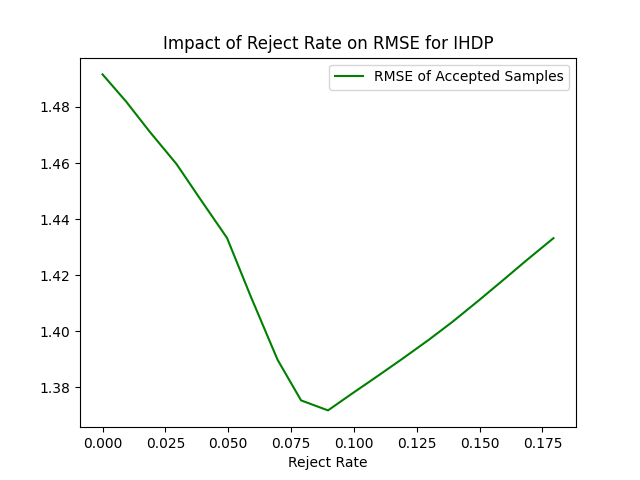 Impact of Reject Rate on RMSE for IHDP
RMSE of Accepted Samples
1.48
1.46
1.44
1.42
1.40
1.38
0.000 0.025 0.050 0.075 0.100 0.125 0.150 0.175
Reject Rate